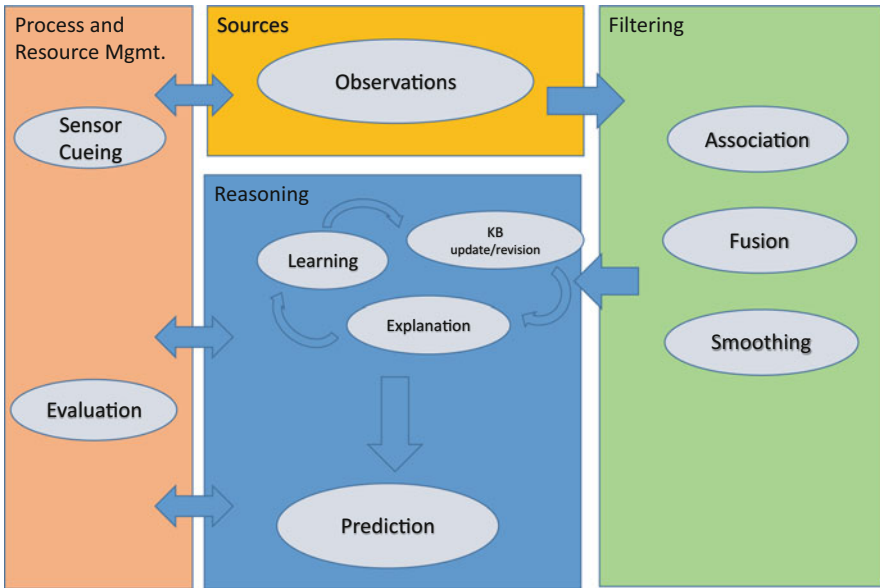 Process and
Resource Mgmt.
Sensor
Cueing
Evaluation
Sources
Observations
Reasoning
Learning
KB
update/revision
Explanation
Prediction
Filtering
Association
Fusion
Smoothing